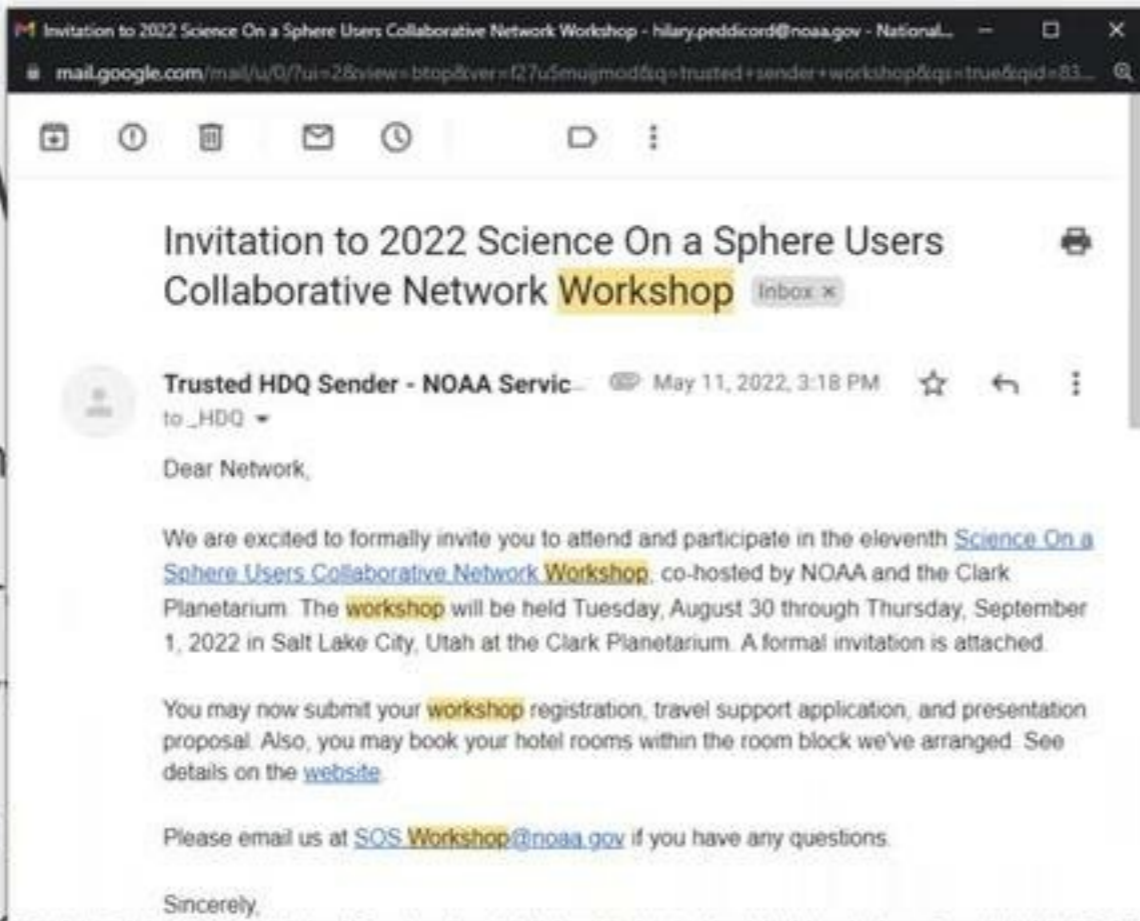 Invitation to 2022 Science On a Sphere Users Collaborative Network Workshop - hilary.peddicord@noaa.gov - National...
mail.google.com/mail/u/0/?ui=2&view=btop&ver=
Invitation to 2022 Science On a Sphere Users
Collaborative Network Workshop Inbox ×
Trusted HDQ Sender - NOAA Servic... May 11, 2022, 3:18 PM
to _HDQ
Dear Network,
We are excited to formally invite you to attend and participate in the eleventh Science On a
Sphere Users Collaborative Network Workshop, co-hosted by NOAA and the Clark
Planetarium. The workshop will be held Tuesday, August 30 through Thursday, September
1, 2022 in Salt Lake City, Utah at the Clark Planetarium. A formal invitation is attached.
You may now submit your workshop registration, travel support application, and presentation
proposal. Also, you may book your hotel rooms within the room block we've arranged. See
details on the website.
Please email us at SOS.Workshop@noaa.gov if you have any questions.
Sincerely,